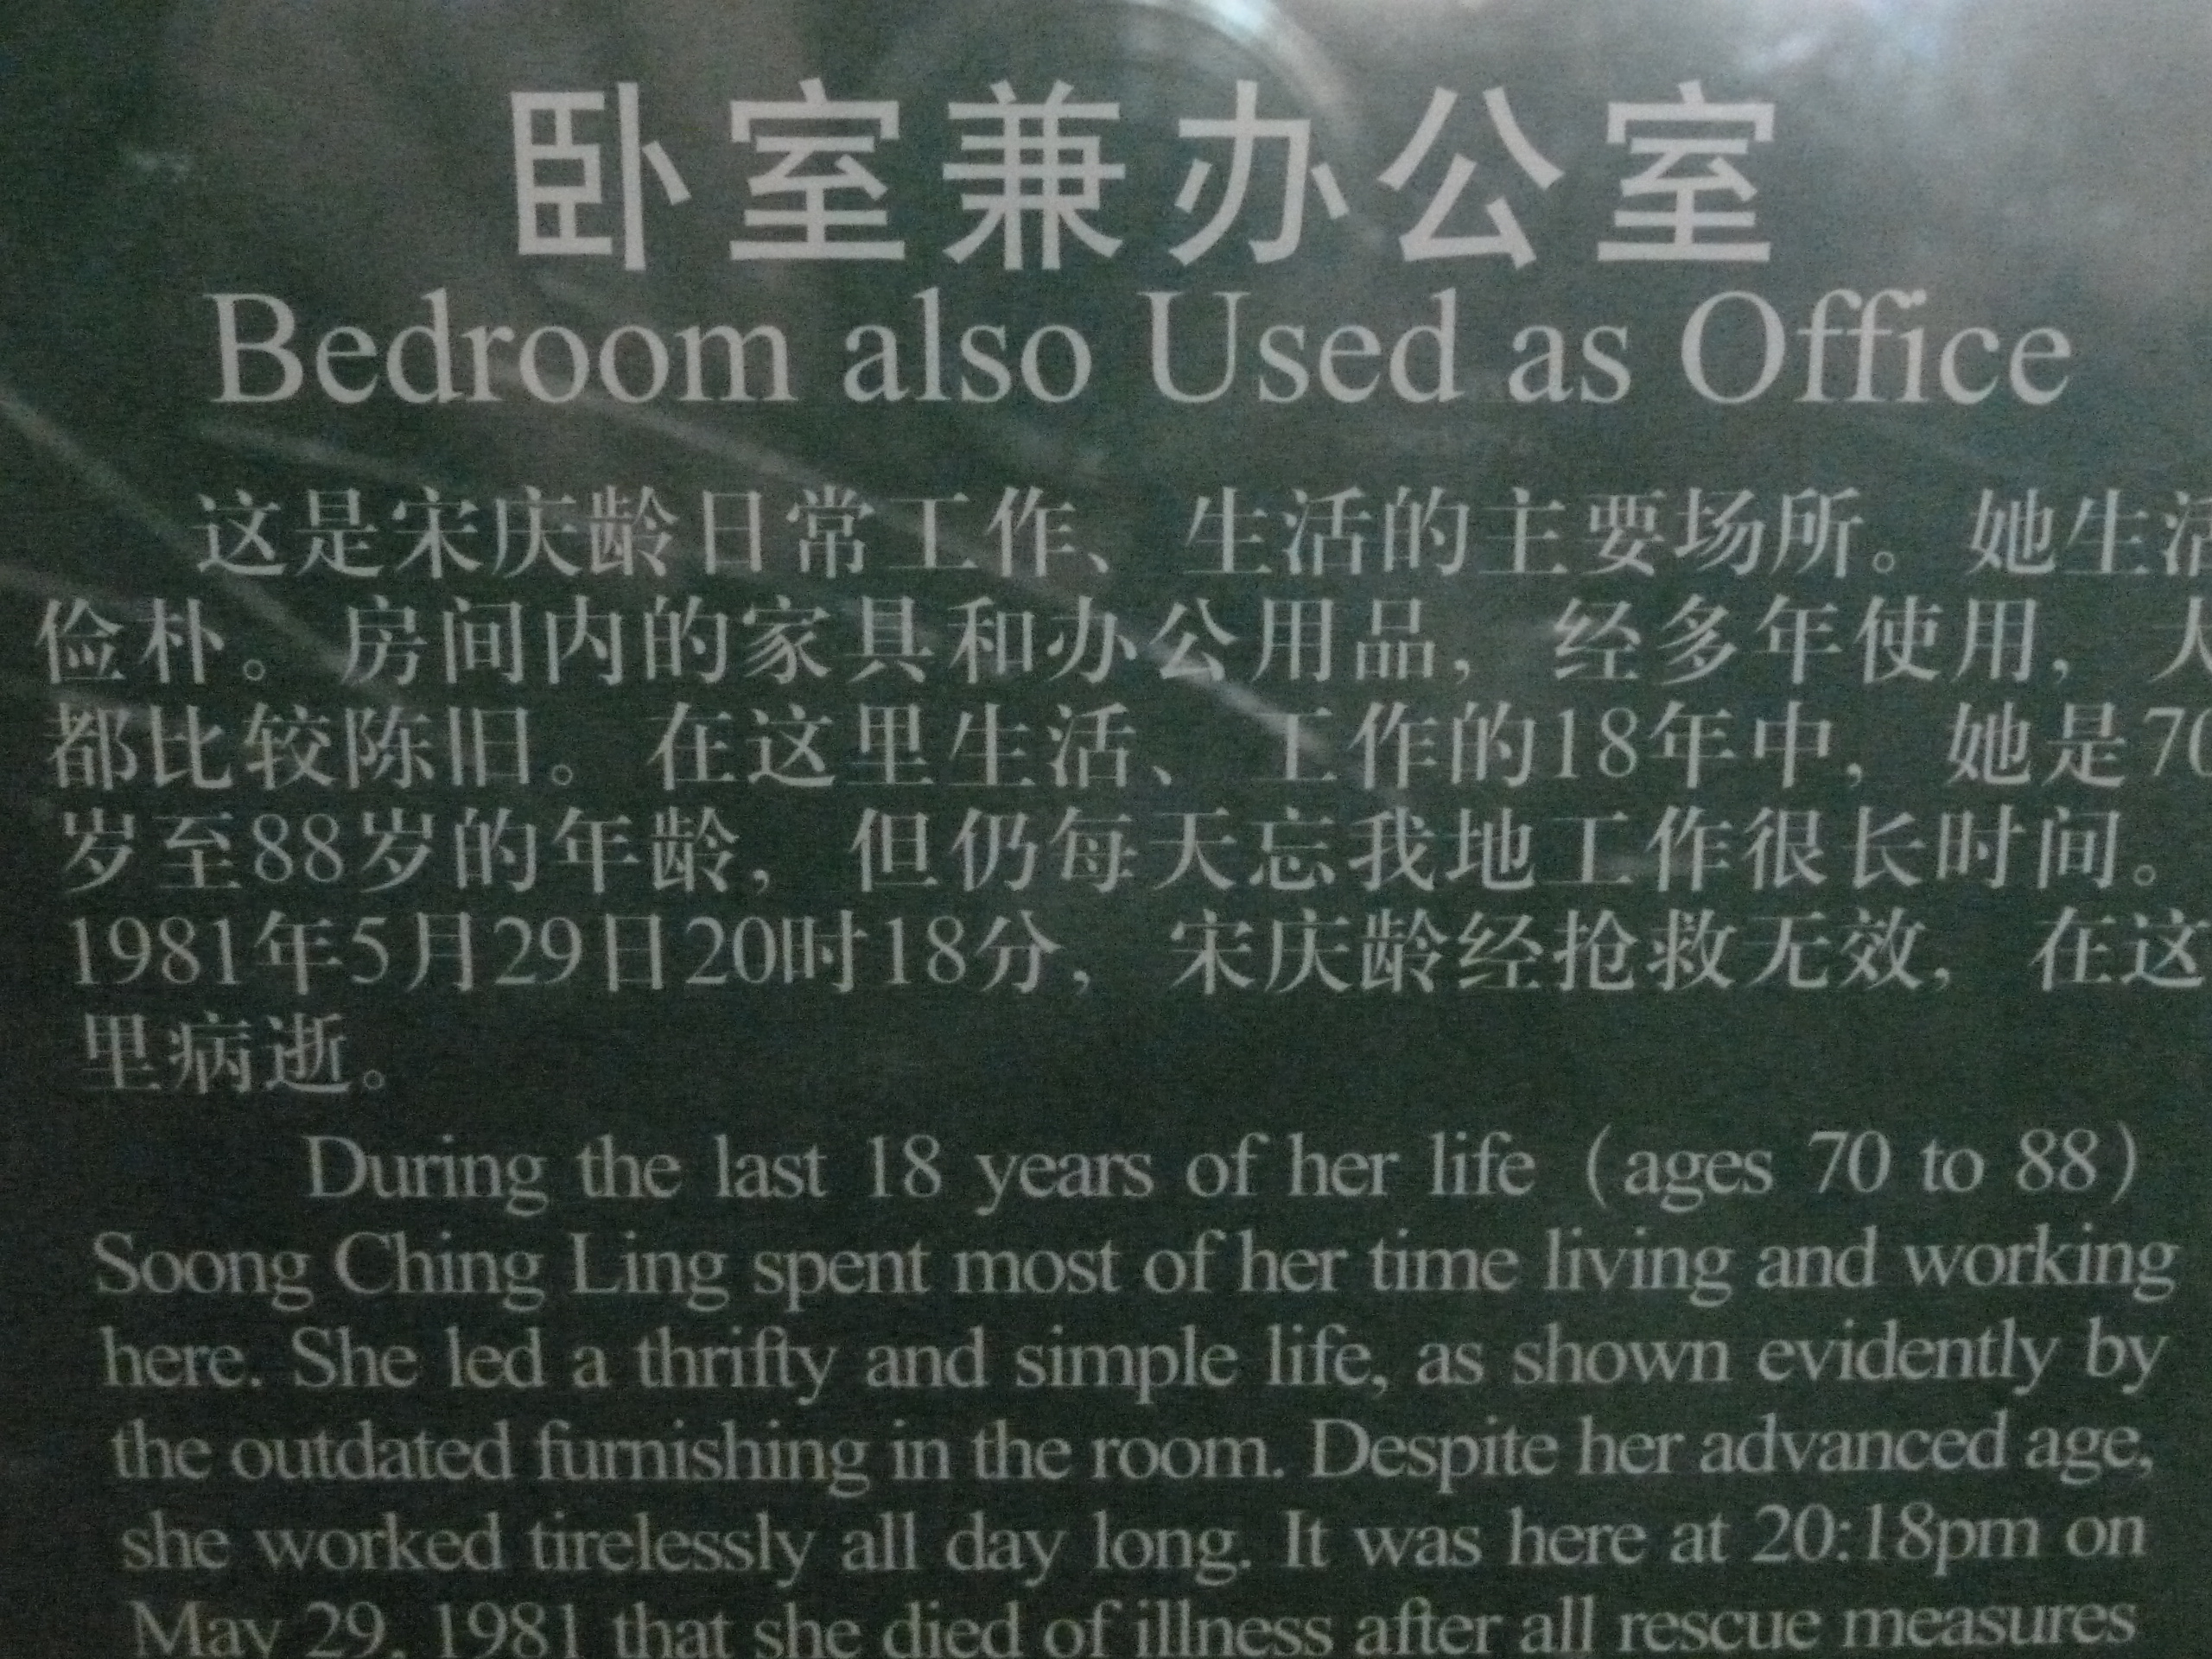 卧室兼办公室
Bedroom also Used as Office
这是宋庆龄日常工作、生活的主要场所。她生活
俭朴。房间内的家具和办公用品，经多年使用，大
都比较陈旧。在这里生活、工作的18年中，她是70
岁至88岁的年龄，但仍每天忘我地工作很长时间。
1981年5月29日20时18分，宋庆龄经抢救无效，在这
里病逝。
During the last 18 years of her life (ages 70 to 88)
Soong Ching Ling spent most of her time living and working
here. She led a thrifty and simple life, as shown evidently by
the outdated furnishing in the room. Despite her advanced age,
she worked tirelessly all day long. It was here at 20:18pm on
May 29, 1981 that she died of illness after all rescue measures